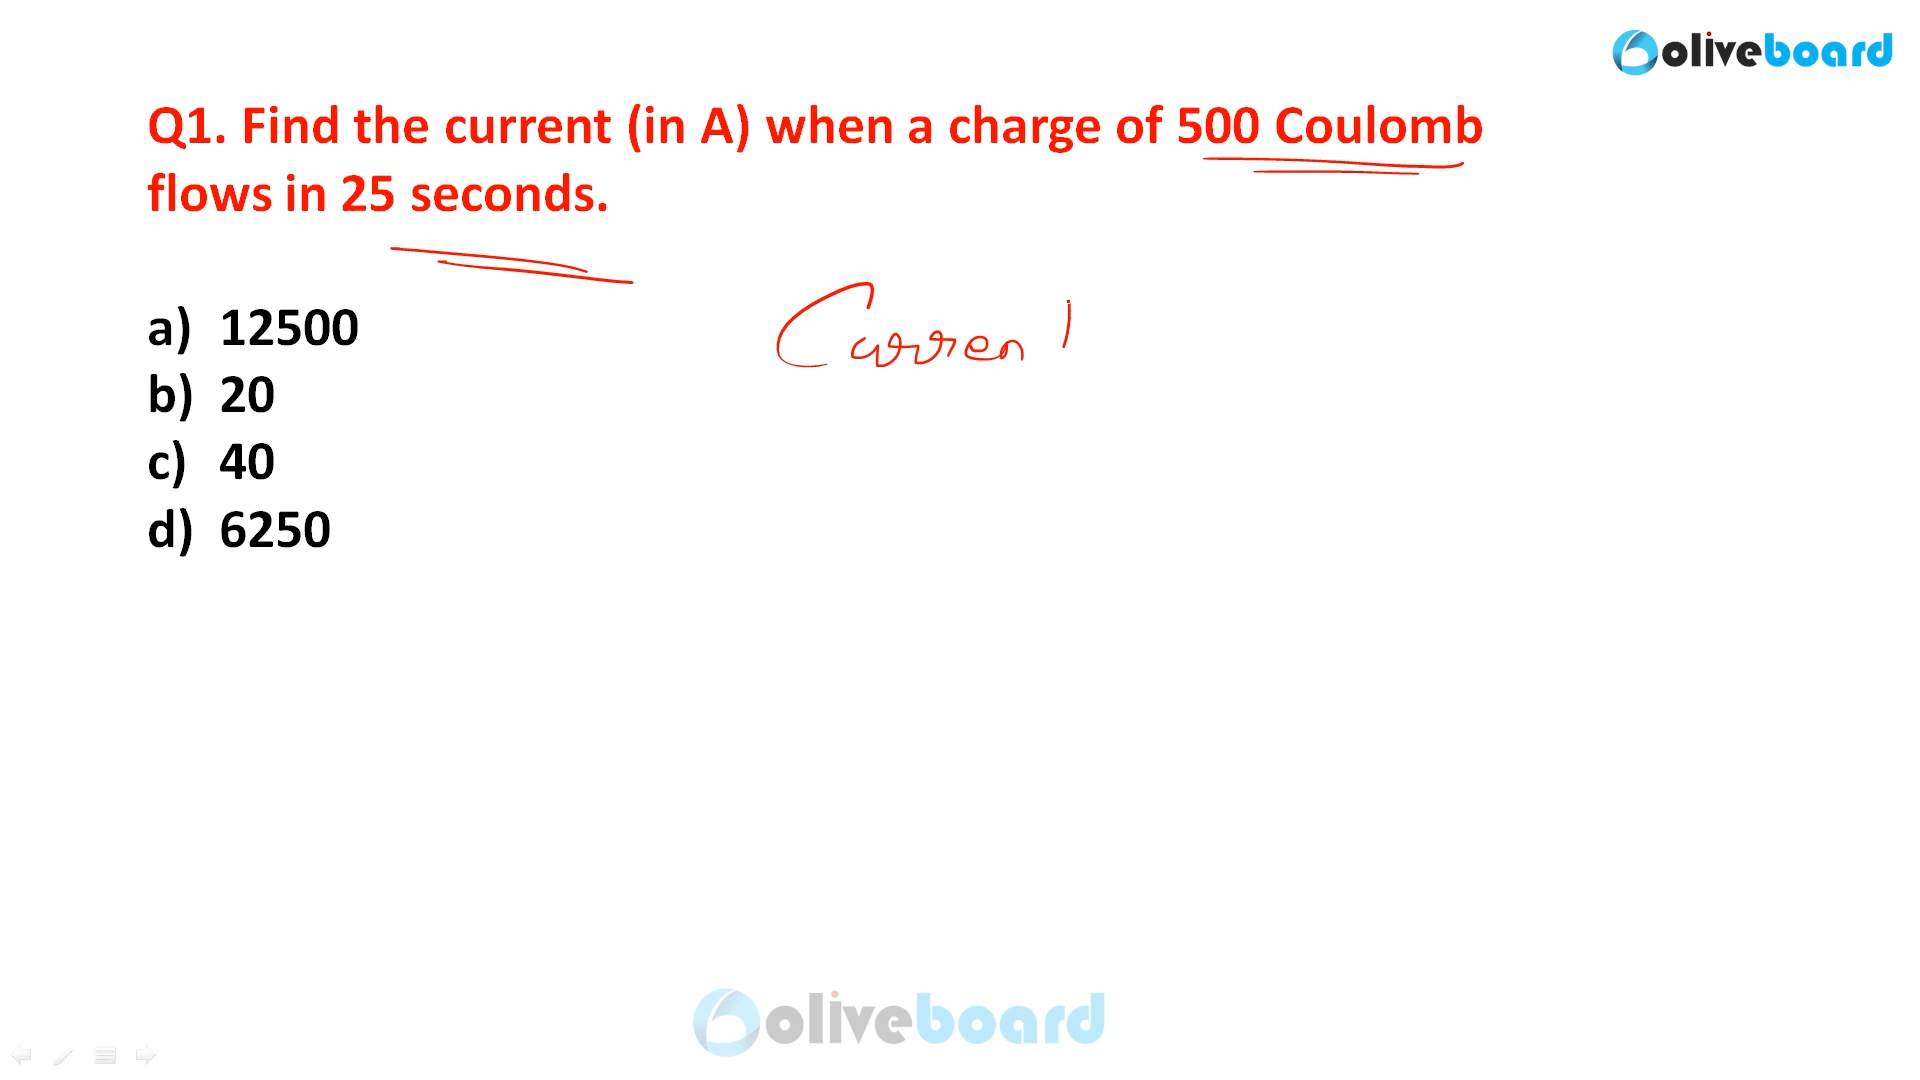 oliveboard
Q1. Find the current (in A) when a charge of 500 Coulomb
flows in 25 seconds.
a) 12500
b) 20
c) 40
d) 6250
Current
oliveboard